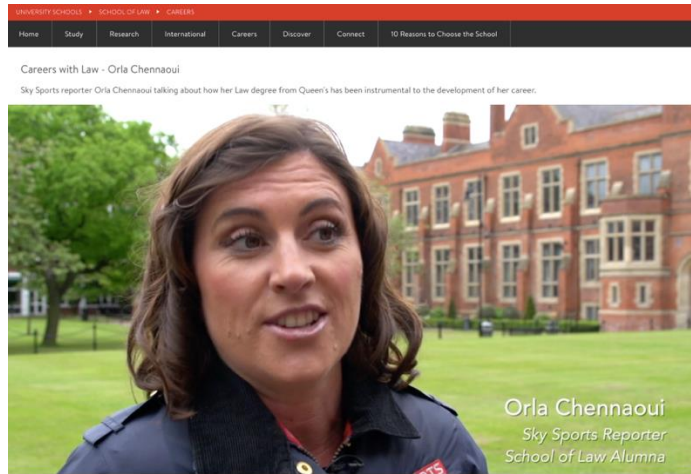 UNIVERSITY SCHOOLS ▸ SCHOOL OF LAW ▸ CAREERS
Home Study Research International Careers Discover Connect 10 Reasons to Choose the School
Careers with Law - Orla Chennaoui
Sky Sports reporter Orla Chennaoui talking about how her Law degree from Queen's has been instrumental to the development of her career.
Orla Chennaoui
Sky Sports Reporter
School of Law Alumna